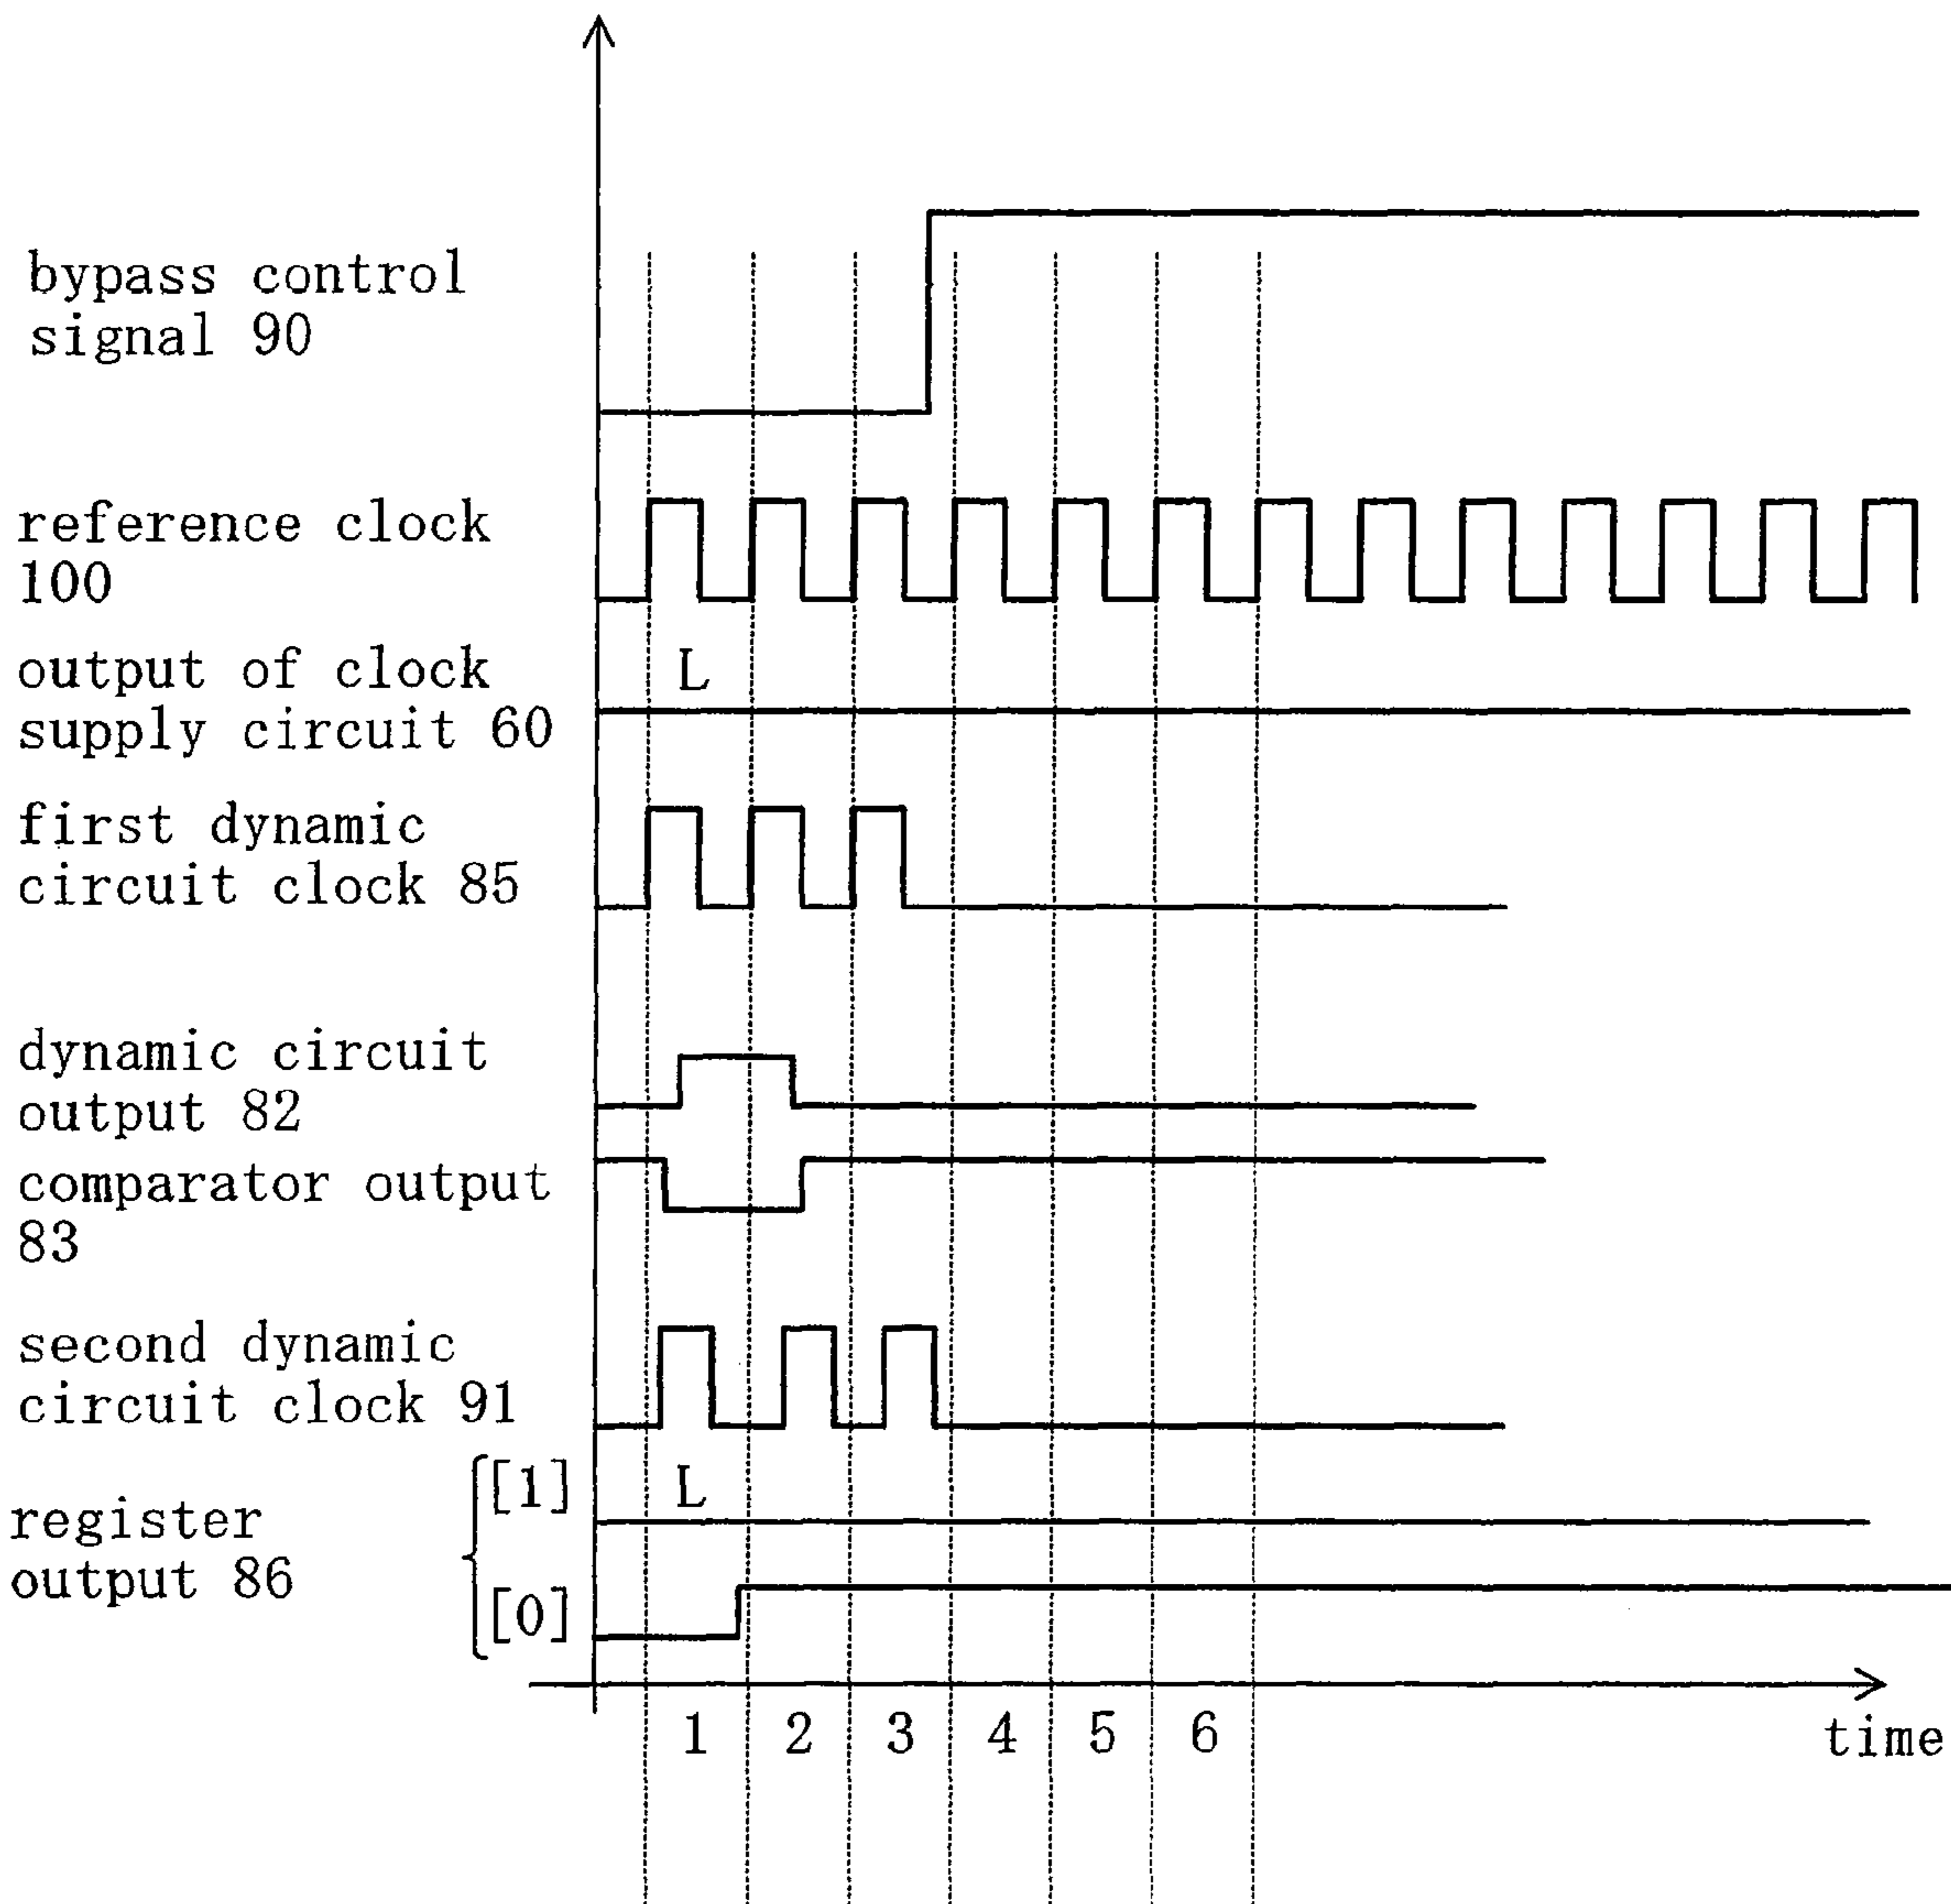 bypass control
signal 90
reference clock
100
output of clock
supply circuit 60
L
first dynamic
circuit clock 85
dynamic circuit
output 82
comparator output
83
second dynamic
circuit clock 91
register
output 86
[1]
L
[0]
1 2 3 4 5 6
time